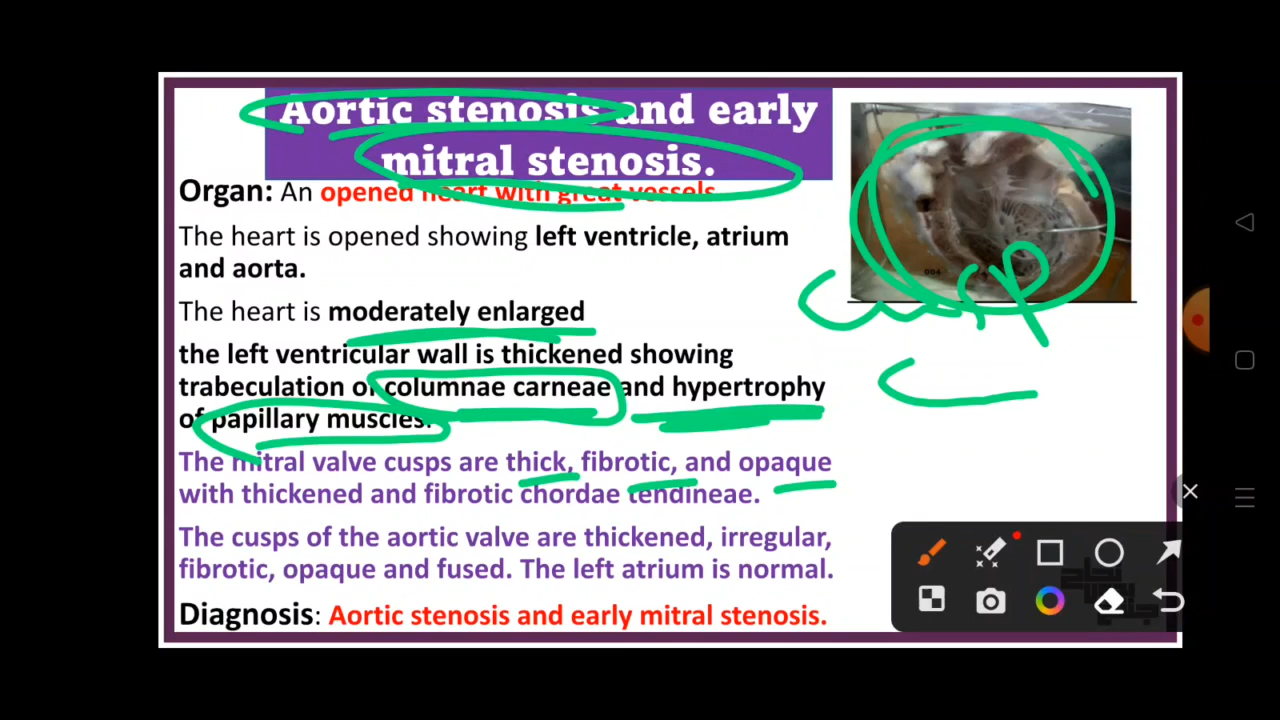 Aortic stenosis and early
mitral stenosis.
Organ: An opened heart with great vessels
The heart is opened showing left ventricle, atrium
and aorta.
The heart is moderately enlarged
the left ventricular wall is thickened showing
trabeculation of columnae carneae and hypertrophy
of papillary muscles.
The mitral valve cusps are thick, fibrotic, and opaque
with thickened and fibrotic chordae tendineae.
The cusps of the aortic valve are thickened, irregular,
fibrotic, opaque and fused. The left atrium is normal.
Diagnosis: Aortic stenosis and early mitral stenosis.
004
cusp